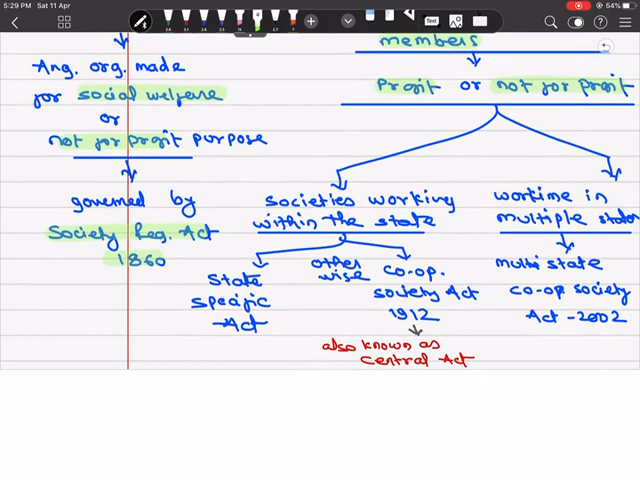 5:29 PM Sat 11 Apr
54%
Text
members
Any. org. made
for social welfare
or
not for profit purpose
governed by
Society Reg. Act
1860
Profit or not for profit
Societies working
within the state
State
specific
Act
other
wise
co-op.
society Act
1912
also known as
Central Act
working in
multiple states
multi state
co-op society
Act -2002